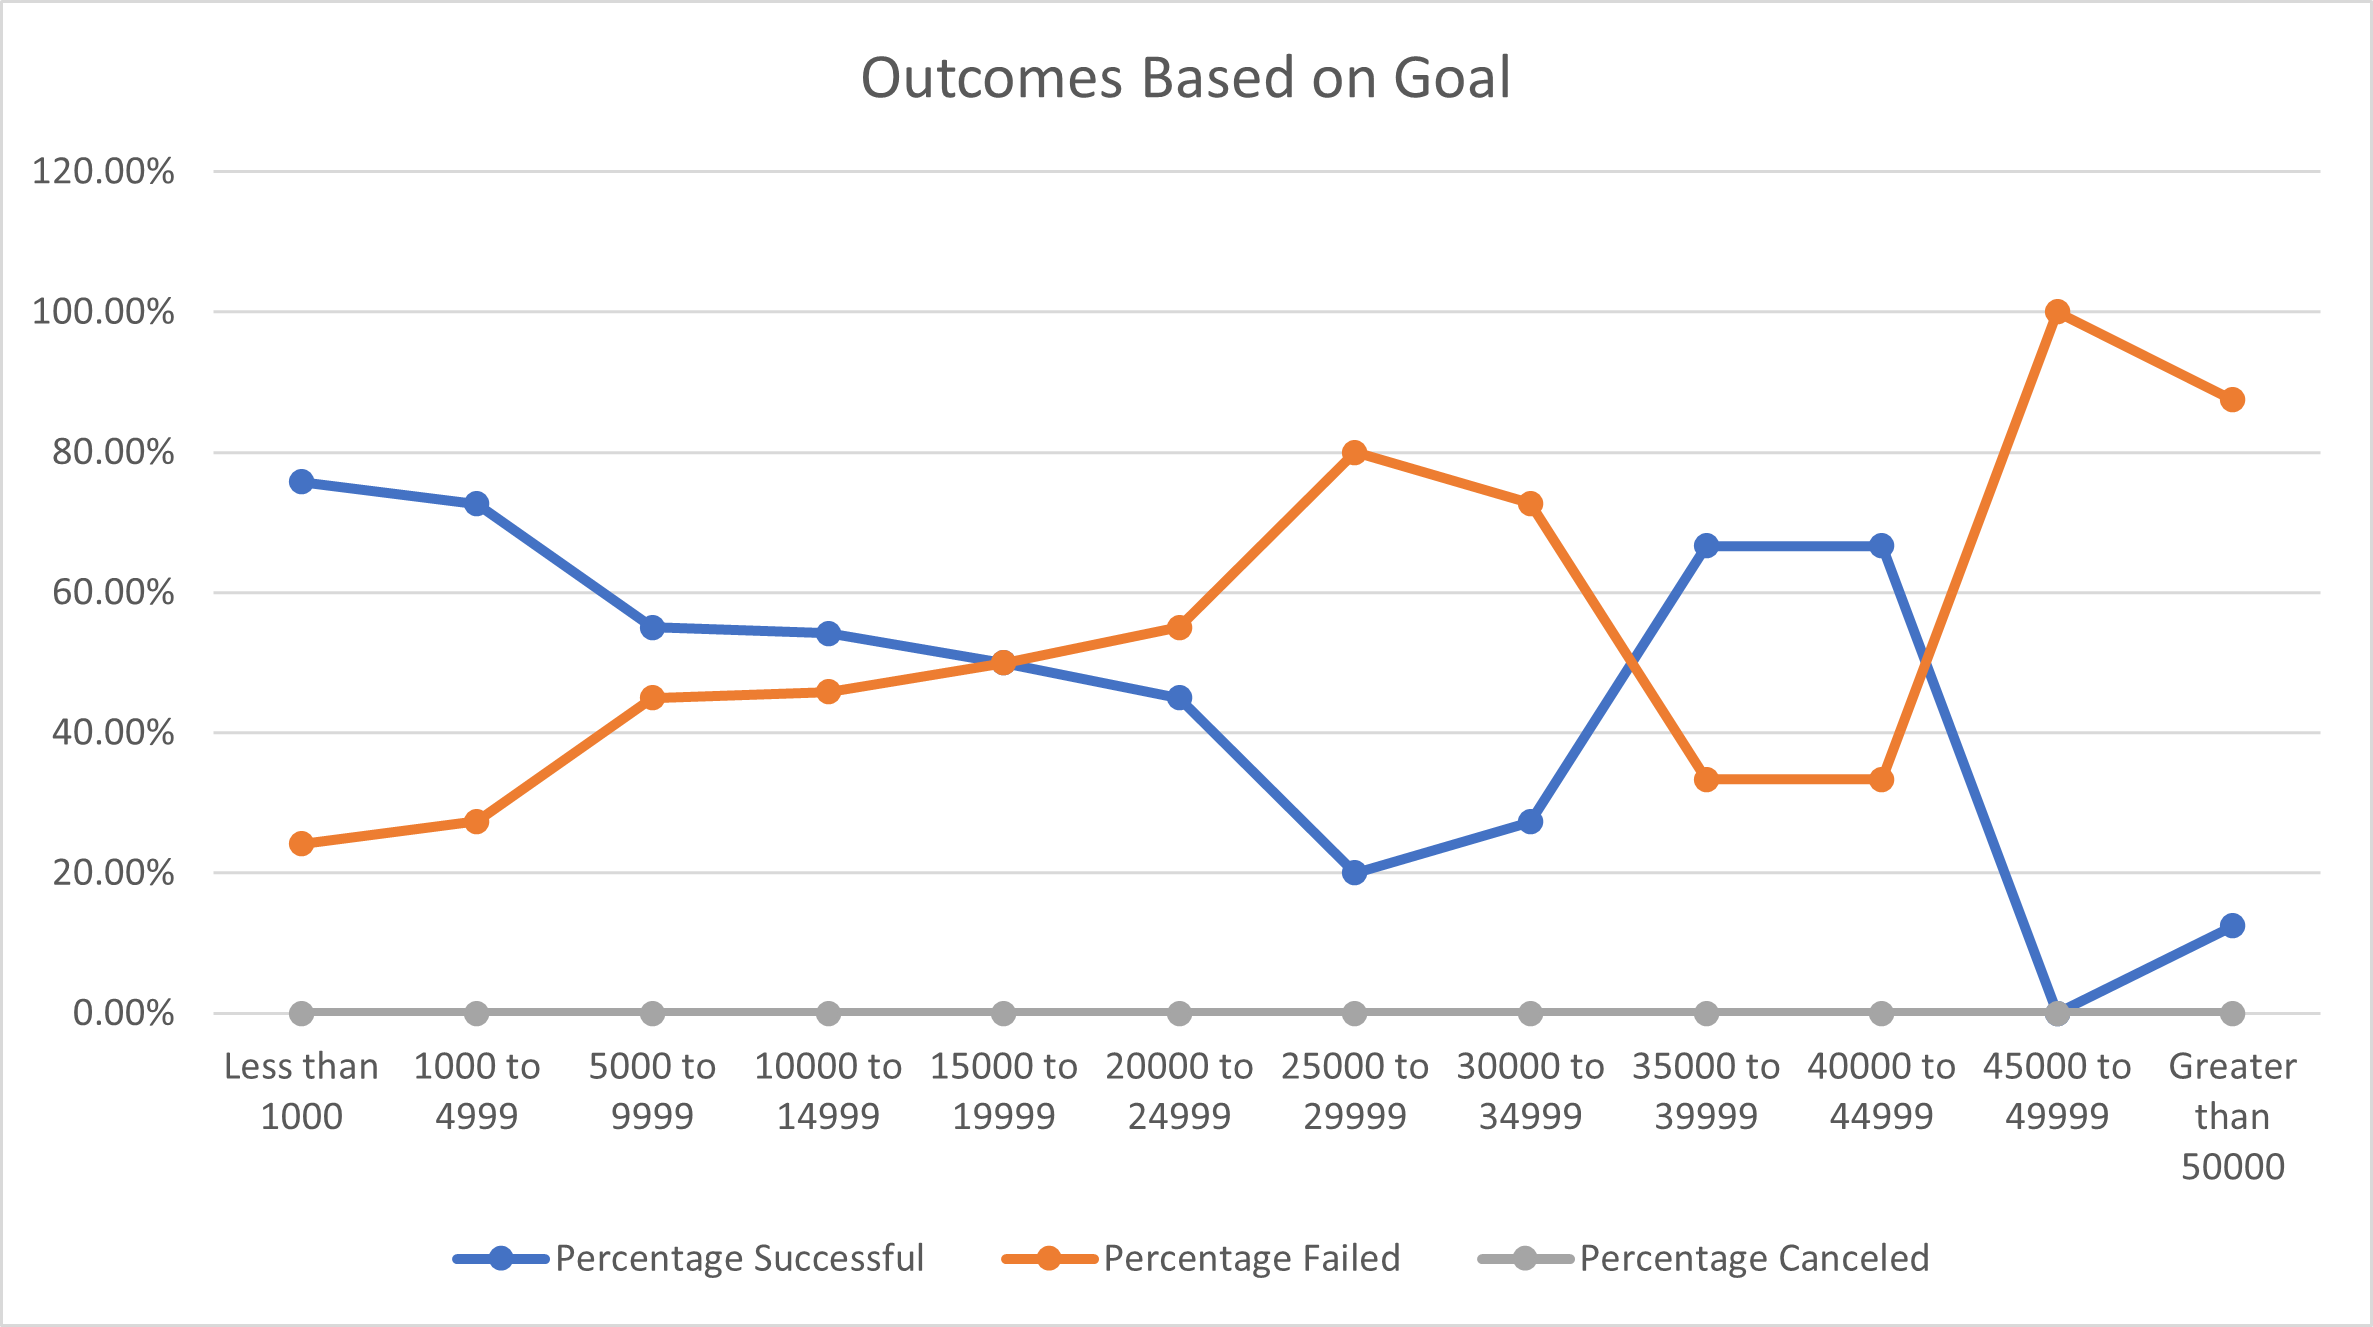 Outcomes Based on Goal
120.00%
100.00%
80.00%
60.00%
40.00%
20.00%
0.00%
Less than
1000
1000 to
4999
5000 to
9999
10000 to
14999
15000 to
19999
20000 to
24999
25000 to
29999
30000 to
34999
35000 to
39999
40000 to
44999
45000 to
49999
Greater
than
50000
Percentage Successful
Percentage Failed
Percentage Canceled